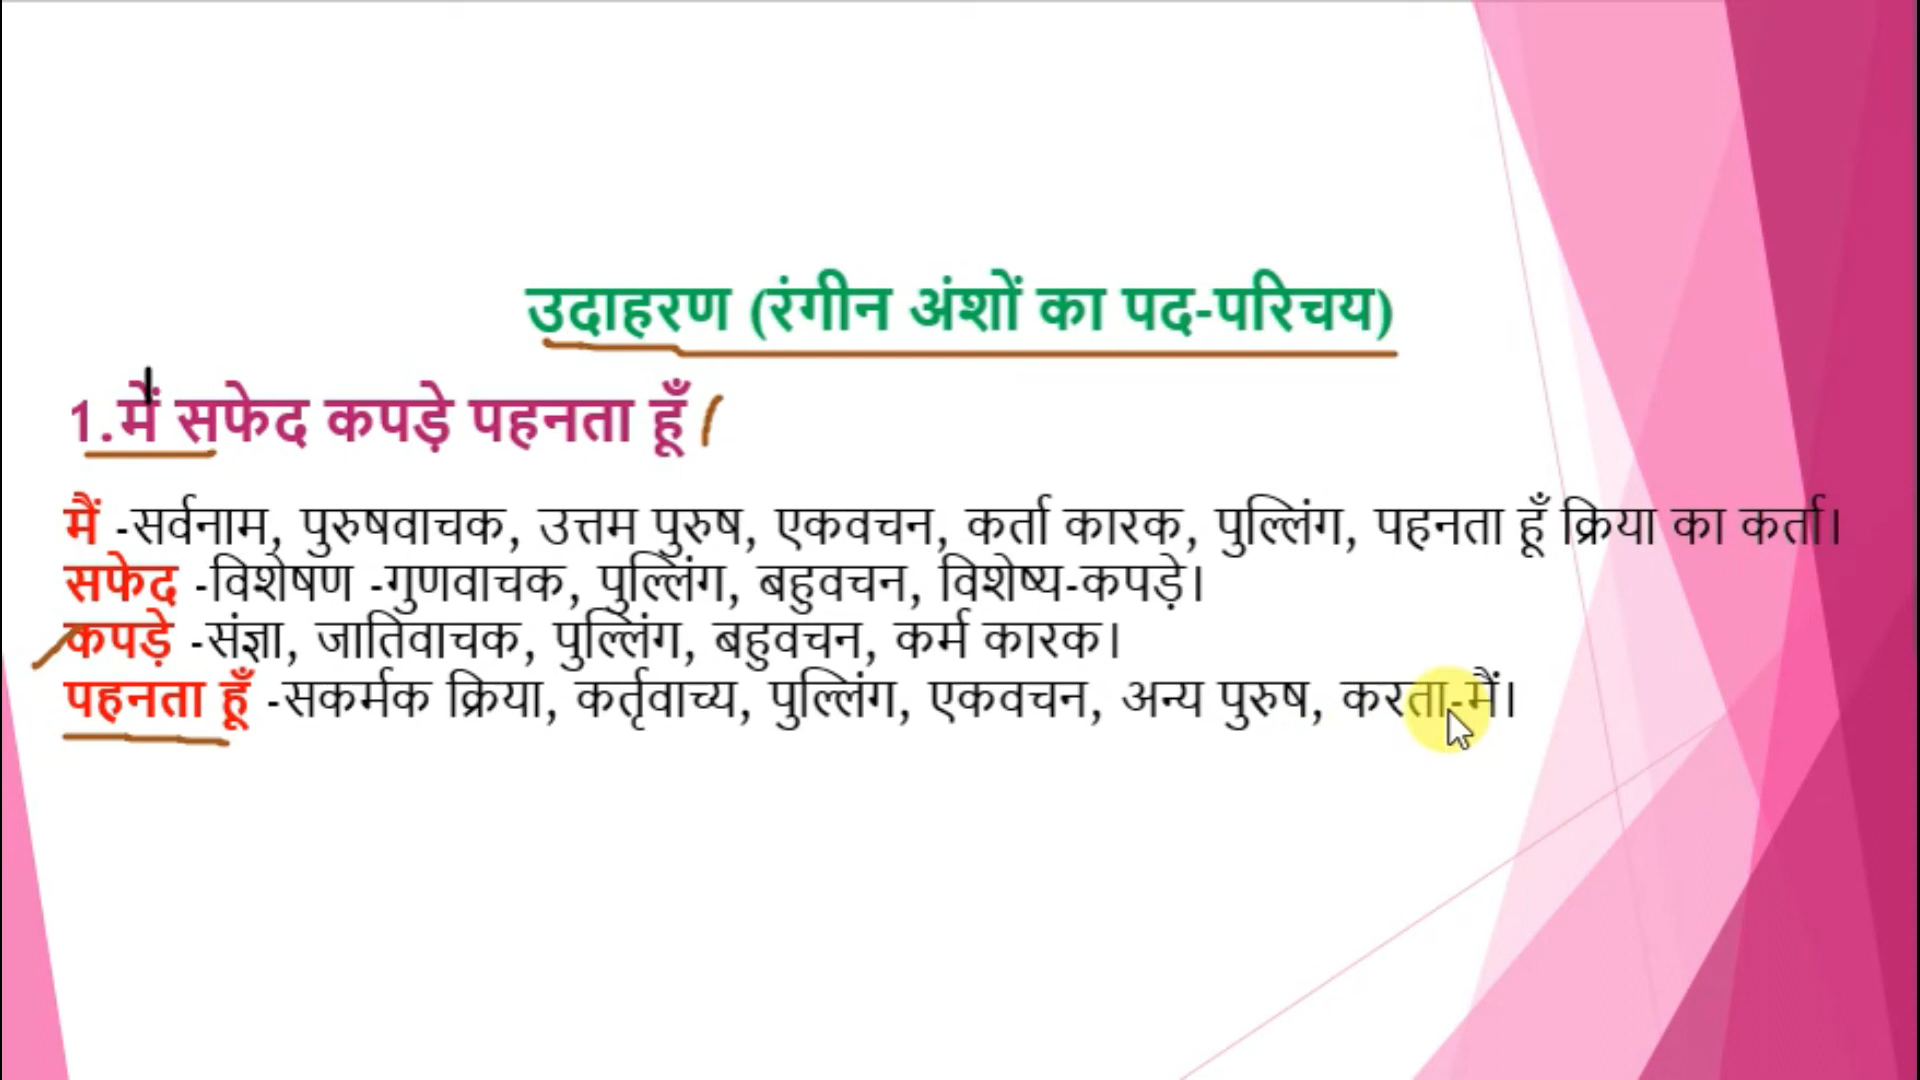 उदाहरण (रंगीन अंशों का पद-परिचय)
1.में सफेद कपड़े पहनता हूँ
मैं -सर्वनाम, पुरुषवाचक, उत्तम पुरुष, एकवचन, कर्ता कारक, पुल्लिंग, पहनता हूँ क्रिया का कर्ता।
सफेद -विशेषण -गुणवाचक, पुल्लिंग, बहुवचन, विशेष्य-कपड़े।
कपड़े -संज्ञा, जातिवाचक, पुल्लिंग, बहुवचन, कर्म कारक।
पहनता हूँ -सकर्मक क्रिया, कर्तृवाच्य, पुल्लिंग, एकवचन, अन्य पुरुष, करता-मैं।